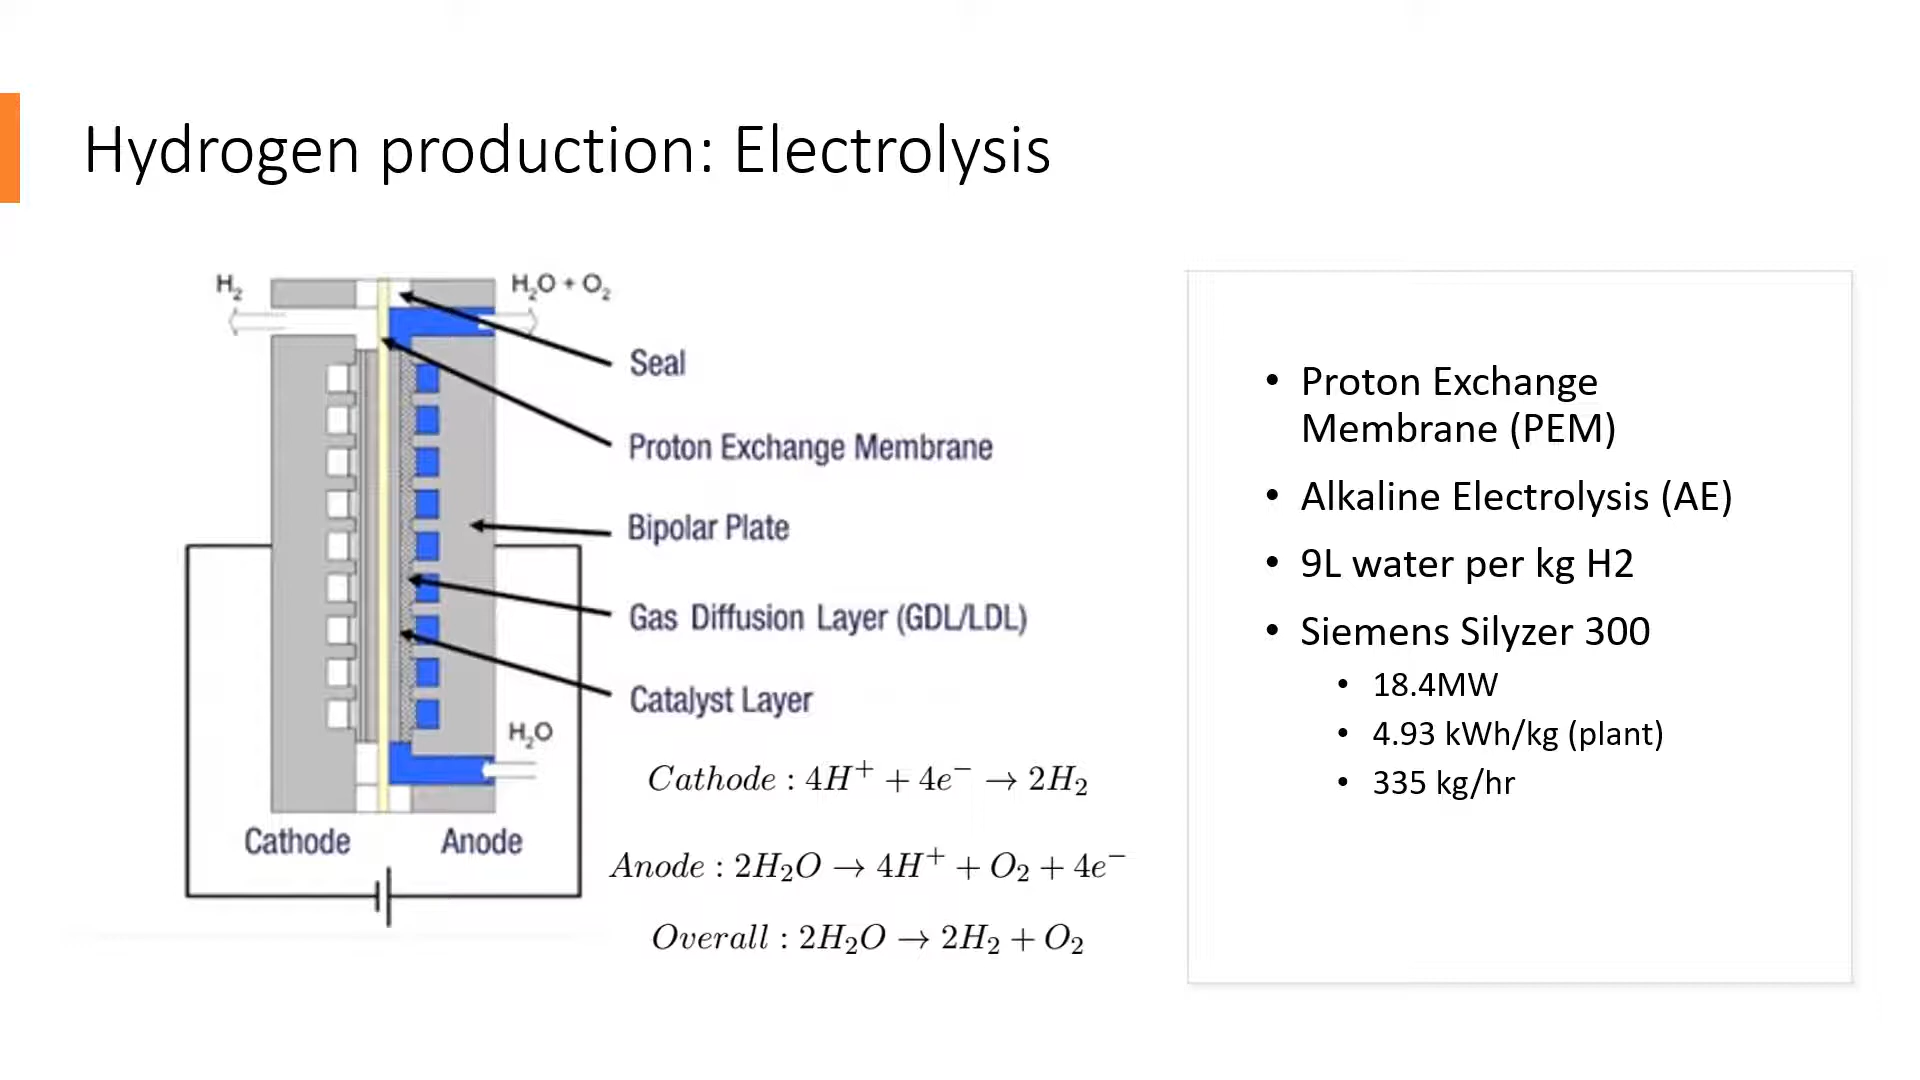 Hydrogen production: Electrolysis
H₂
H₂O + O₂
Seal
Proton Exchange Membrane
Bipolar Plate
Gas Diffusion Layer (GDL/LDL)
Catalyst Layer
H₂O
Cathode
Anode
Cathode : 4H⁺ + 4e⁻ → 2H₂
Anode : 2H₂O → 4H⁺ + O₂ + 4e⁻
Overall : 2H₂O → 2H₂ + O₂
• Proton Exchange
Membrane (PEM)
• Alkaline Electrolysis (AE)
• 9L water per kg H2
• Siemens Silyzer 300
• 18.4MW
• 4.93 kWh/kg (plant)
• 335 kg/hr